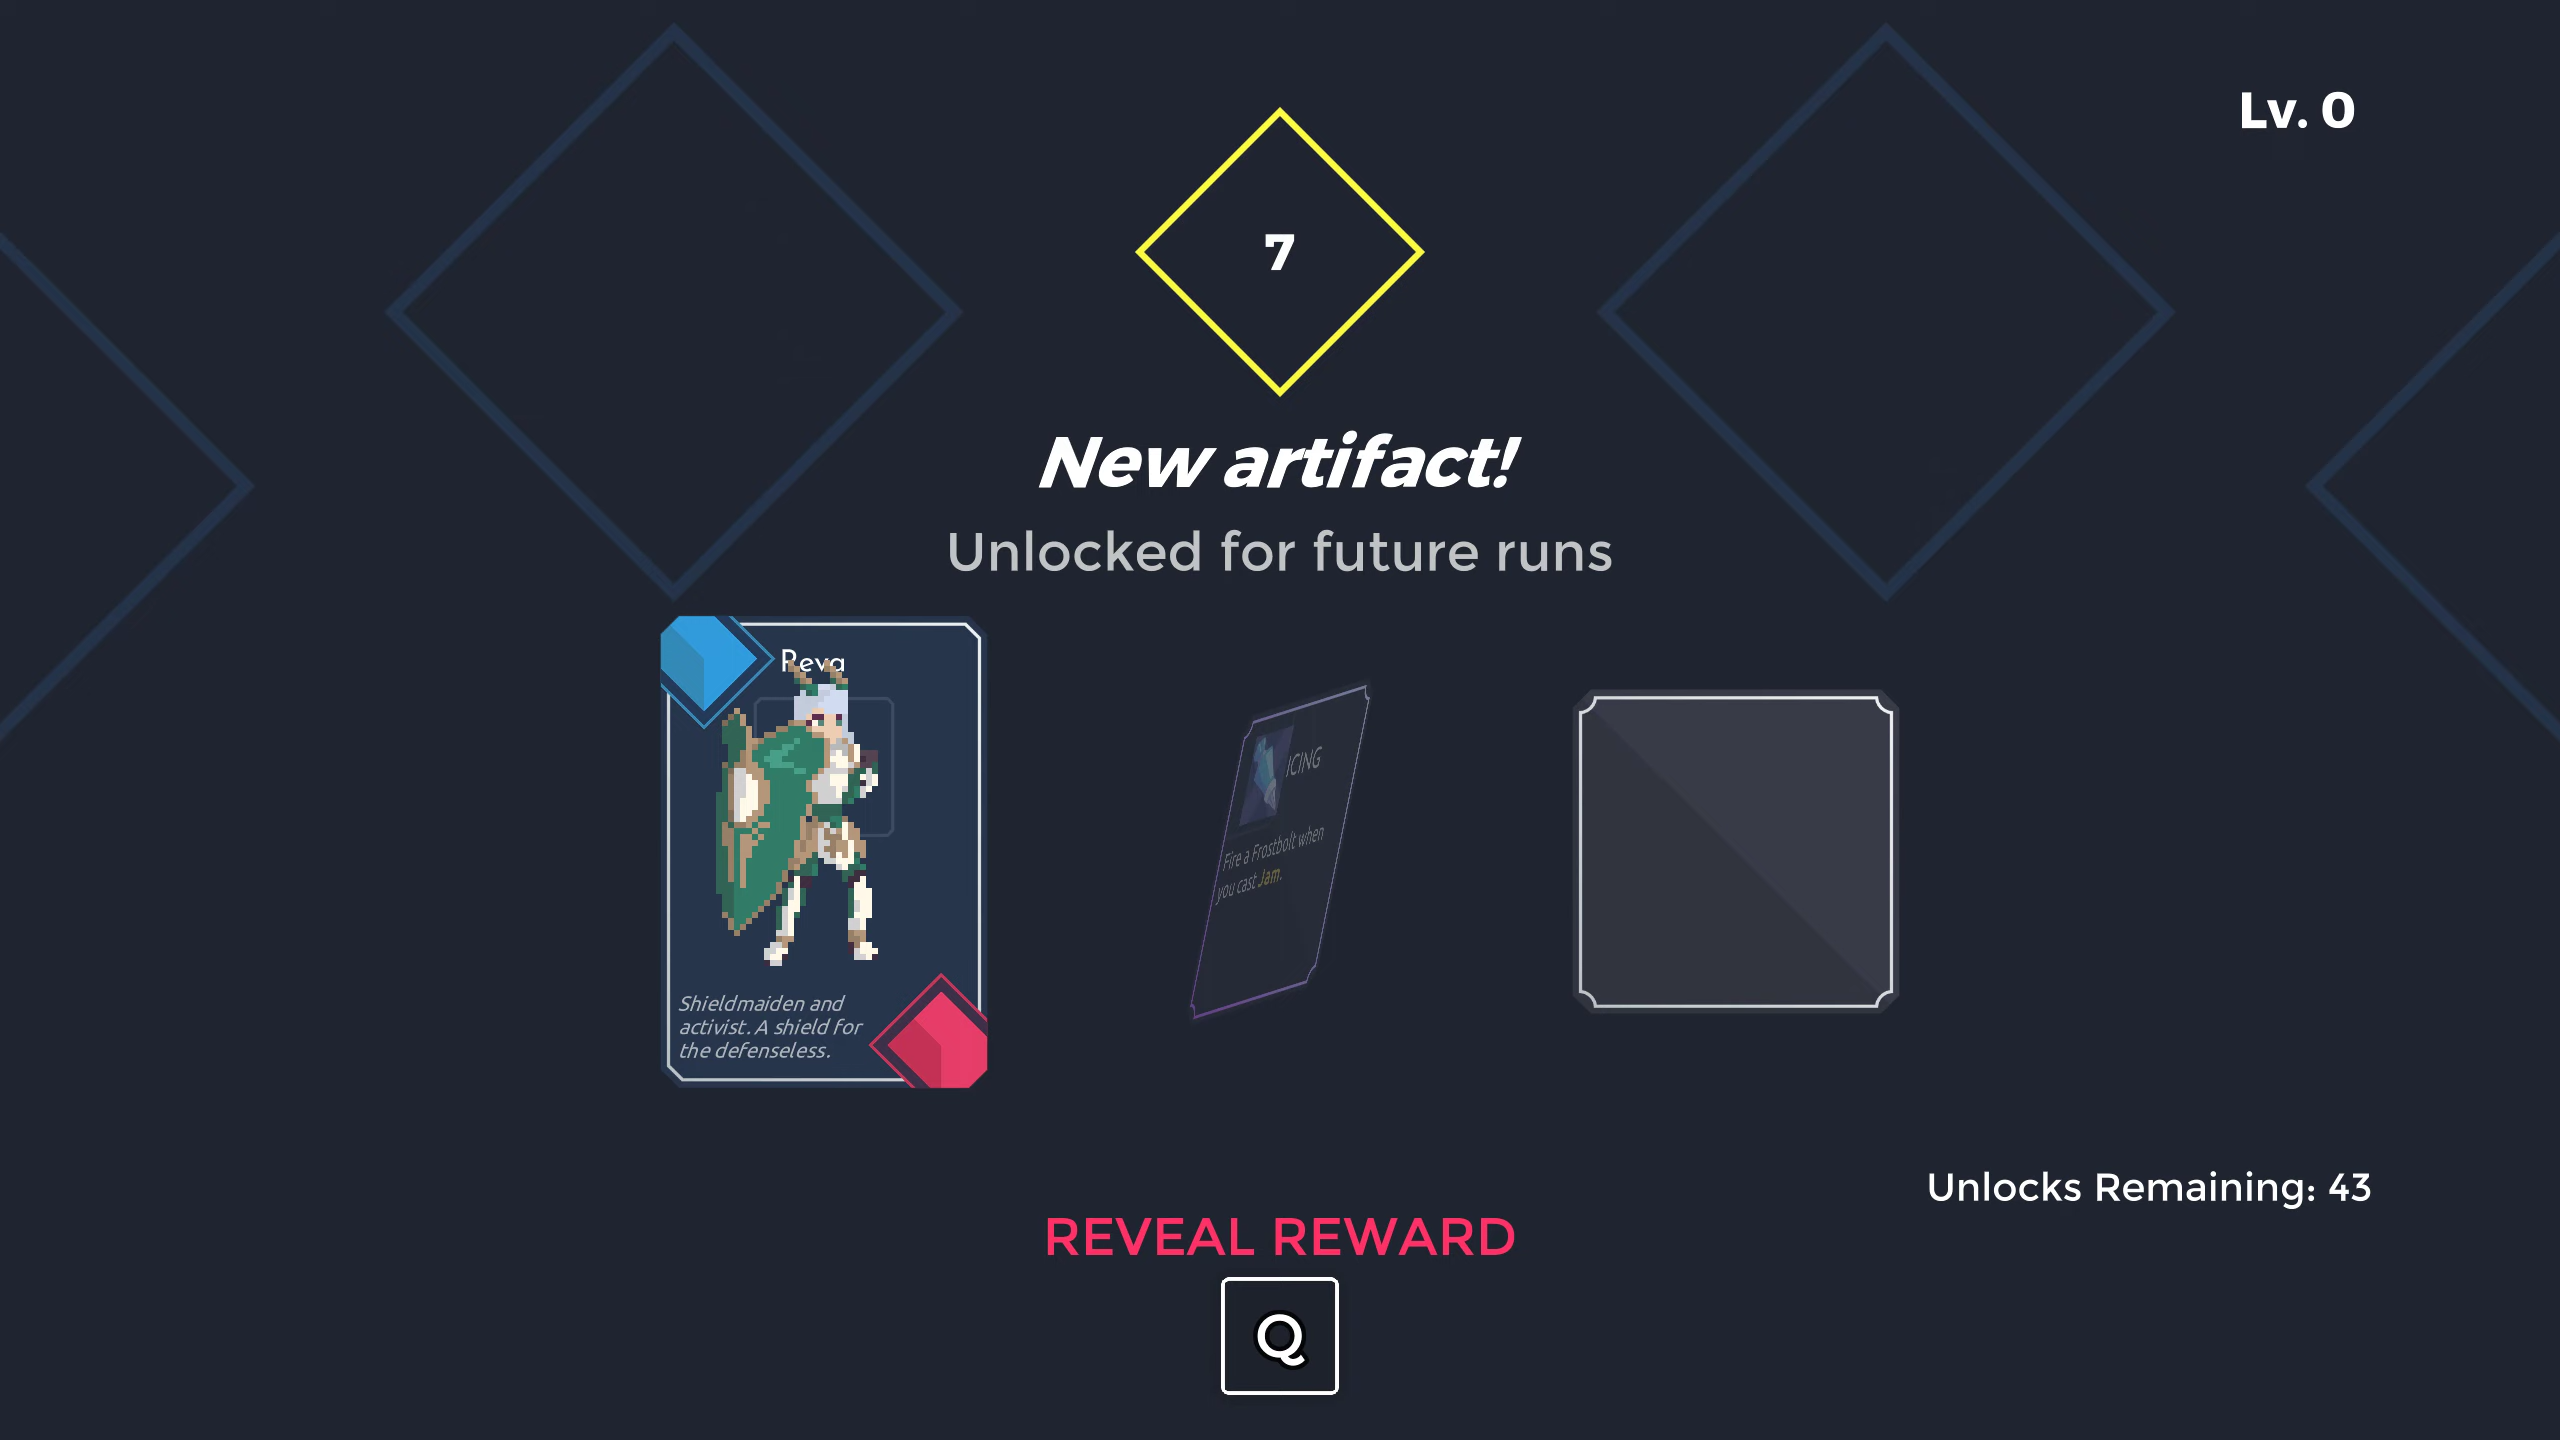 Lv. 0
7
New artifact!
Unlocked for future runs
Reva
Shieldmaiden and
activist. A shield for
the defenseless.
ICING
Fire a Frostbolt when
you cast Jam.
Unlocks Remaining: 43
REVEAL REWARD
Q